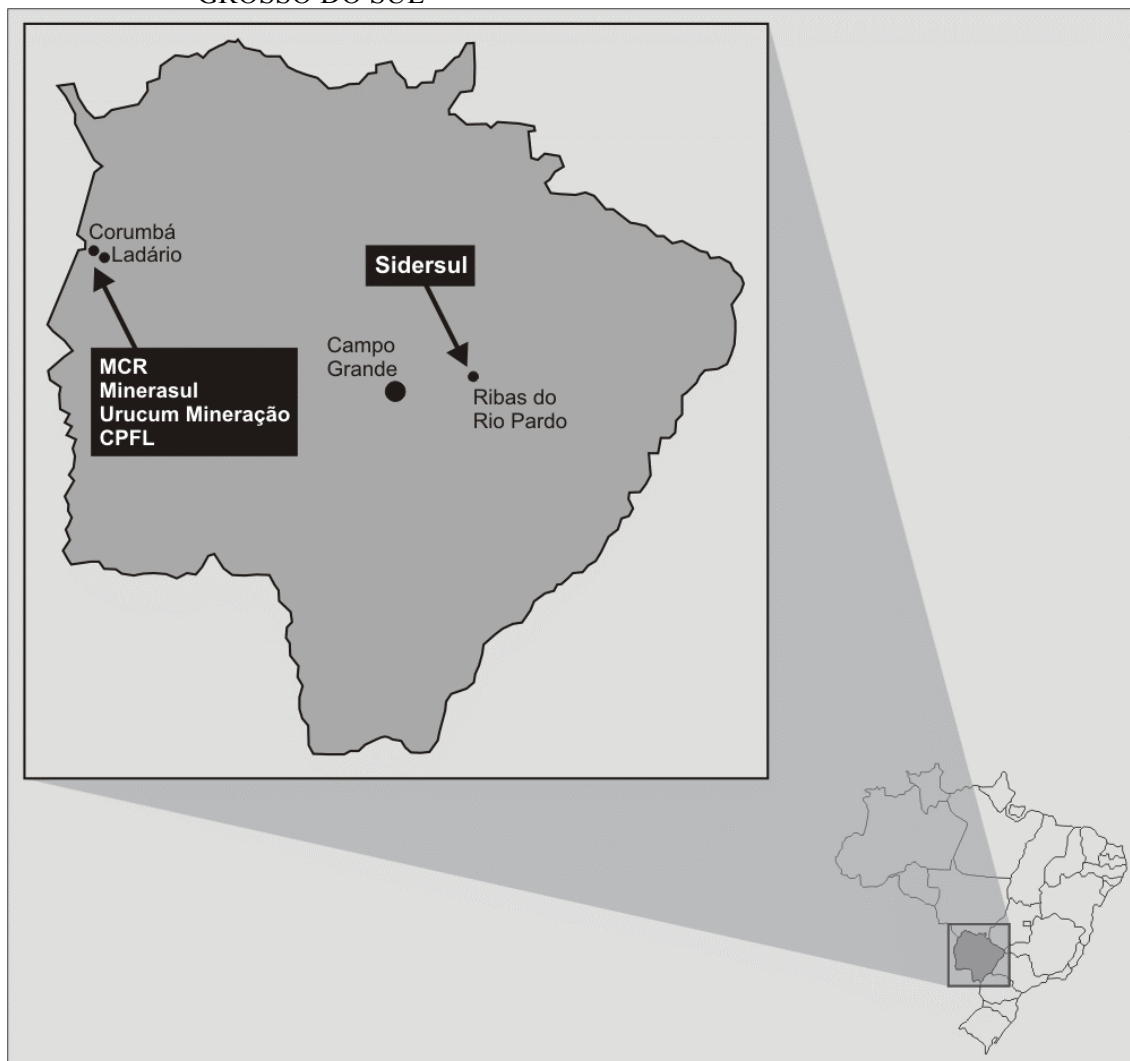 GROSSO DO SUL
Corumbá
Ladário
Sidersul
MCR
Minerasul
Urucum Mineração
CPFL
Campo
Grande
Ribas do
Rio Pardo